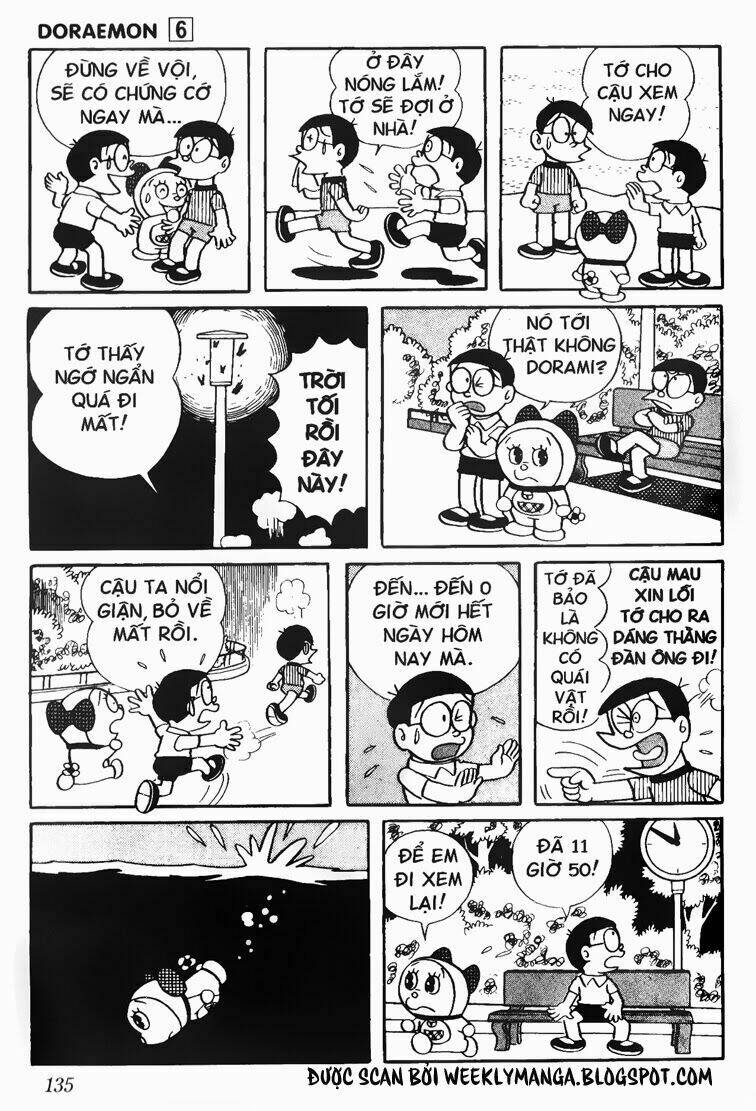 DORAEMON 6
ĐỪNG VỀ VỘI,
SẼ CÓ CHỨNG CỚ
NGAY MÀ...
Ở ĐÂY
NÓNG LẮM!
TỚ SẼ ĐỢI Ở
NHÀ!
TỚ CHO
CẬU XEM
NGAY!
TỚ THẤY
NGỚ NGẨN
QUÁ ĐI
MẤT!
TRỜI
TỐI
RỒI
ĐÂY
NÀY!
NÓ TỚI
THẬT KHÔNG
DORAMI?
CẬU TA NỔI
GIẬN, BỎ VỀ
MẤT RỒI.
ĐẾN... ĐẾN 0
GIỜ MỚI HẾT
NGÀY HÔM
NAY MÀ.
TỚ ĐÃ
BẢO
LÀ
KHÔNG
CÓ
QUÁI
VẬT
RỒI!
CẬU MAU
XIN LỖI
TỚ CHO RA
DÁNG THẰNG
ĐÀN ÔNG ĐI!
ĐỂ EM
ĐI XEM
LẠI!
ĐÃ 11
GIỜ 50!
135
ĐƯỢC SCAN BỞI WEEKLYMANGA.BLOGSPOT.COM